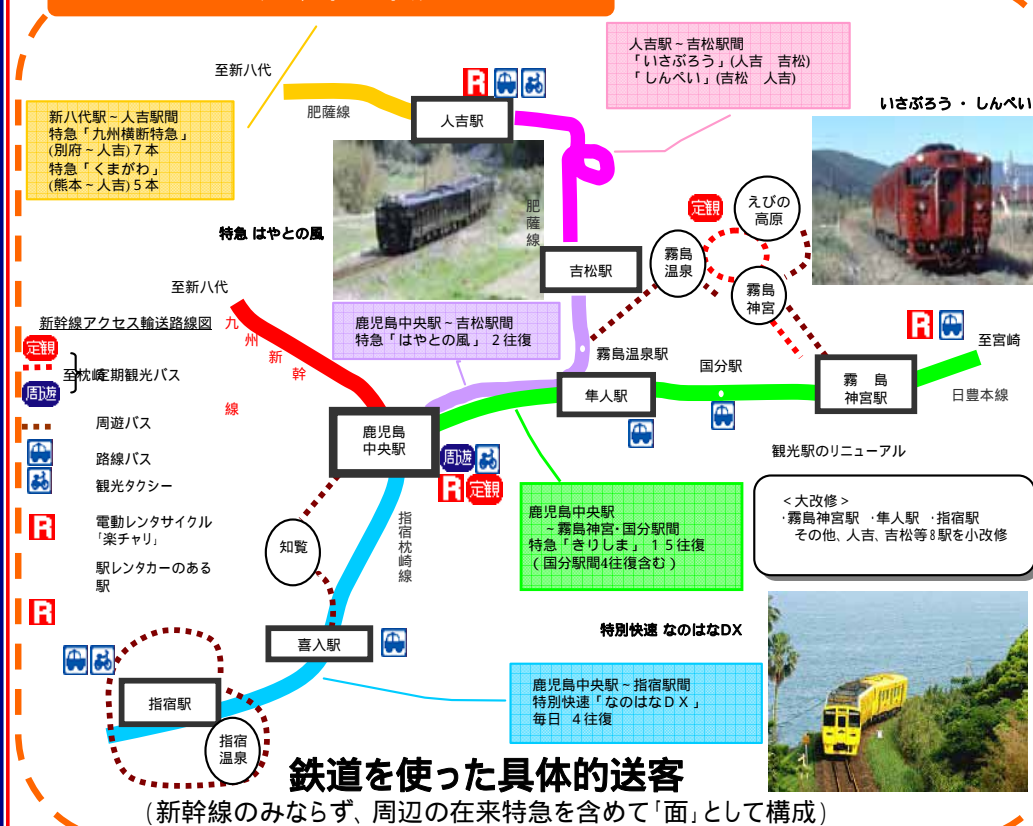 人吉駅~吉松駅間
「いさぶろう」(人吉 吉松)
「しんぺい」(吉松 人吉)
至新八代
肥薩線
R
人吉駅
いさぶろう ・ しんぺい
新八代駅~人吉駅間
特急「九州横断特急」
(別府~人吉)7本
特急「くまがわ」
(熊本~人吉)5本
肥薩線
定観
えびの
高原
特急 はやとの風
霧島
温泉
吉松駅
霧島
神宮
至新八代
九州新幹線
鹿児島中央駅~吉松駅間
特急「はやとの風」 2往復
R
新幹線アクセス輸送路線図
霧島温泉駅
国分駅
至宮崎
定観
至枕崎
定期観光バス
周遊
隼人駅
霧 島
神宮駅
日豊本線
周遊バス
鹿児島
中央駅
路線バス
観光タクシー
周遊
R
定観
観光駅のリニューアル
<大改修>
・霧島神宮駅 ・隼人駅 ・指宿駅
その他、人吉、吉松等8駅を小改修
鹿児島中央駅
~霧島神宮・国分駅間
特急「きりしま」 15往復
(国分駅間4往復含む)
R
電動レンタサイクル
「楽チャリ」
指宿枕崎線
知覧
駅レンタカーのある
駅
R
特別快速 なのはなDX
喜入駅
鹿児島中央駅~指宿駅間
特別快速「なのはなDX」
毎日 4往復
指宿駅
指宿
温泉
鉄道を使った具体的送客
(新幹線のみならず、周辺の在来特急を含めて「面」として構成)